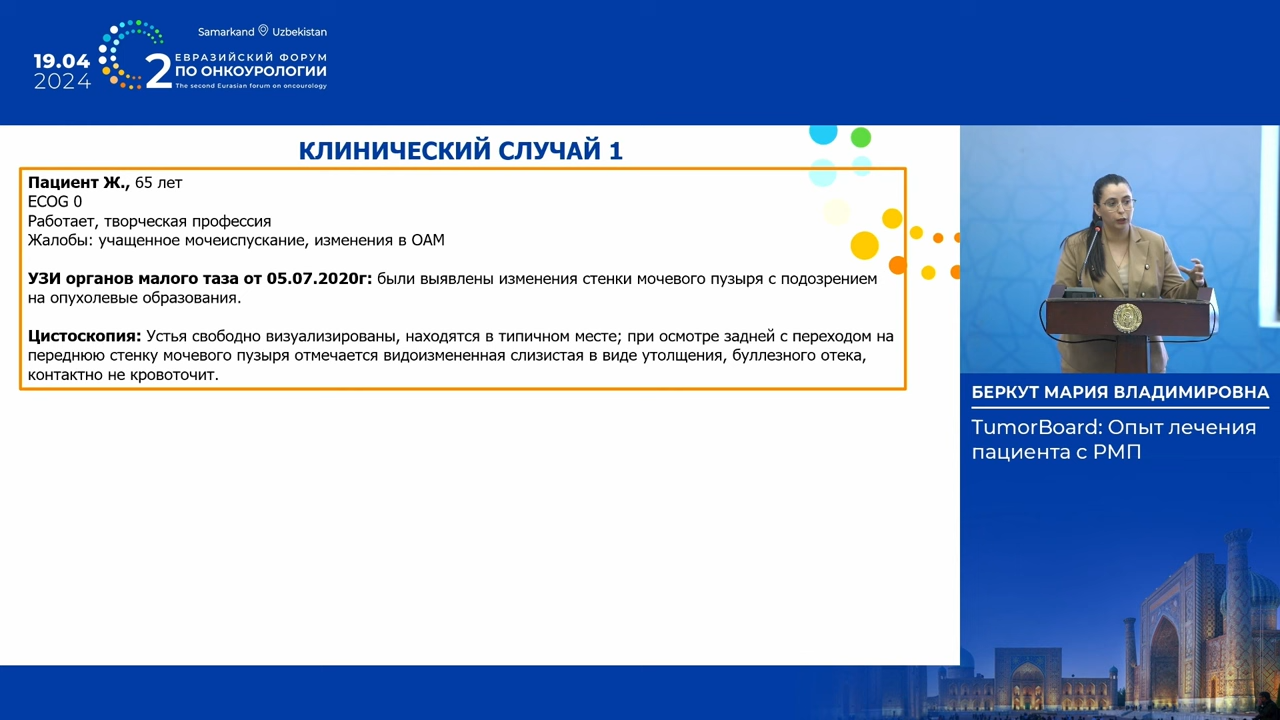 Samarkand Uzbekistan
19.04
2024
2
ЕВРАЗИЙСКИЙ ФОРУМ
ПО ОНКОУРОЛОГИИ
The second Eurasian forum on oncourology
КЛИНИЧЕСКИЙ СЛУЧАЙ 1
Пациент Ж., 65 лет
ECOG 0
Работает, творческая профессия
Жалобы: учащенное мочеиспускание, изменения в ОАМ
УЗИ органов малого таза от 05.07.2020г: были выявлены изменения стенки мочевого пузыря с подозрением
на опухолевые образования.
Цистоскопия: Устья свободно визуализированы, находятся в типичном месте; при осмотре задней с переходом на
переднюю стенку мочевого пузыря отмечается видоизмененная слизистая в виде утолщения, буллезного отека,
контактно не кровоточит.
БЕРКУТ МАРИЯ ВЛАДИМИРОВНА
TumorBoard: Опыт лечения
пациента с РМП